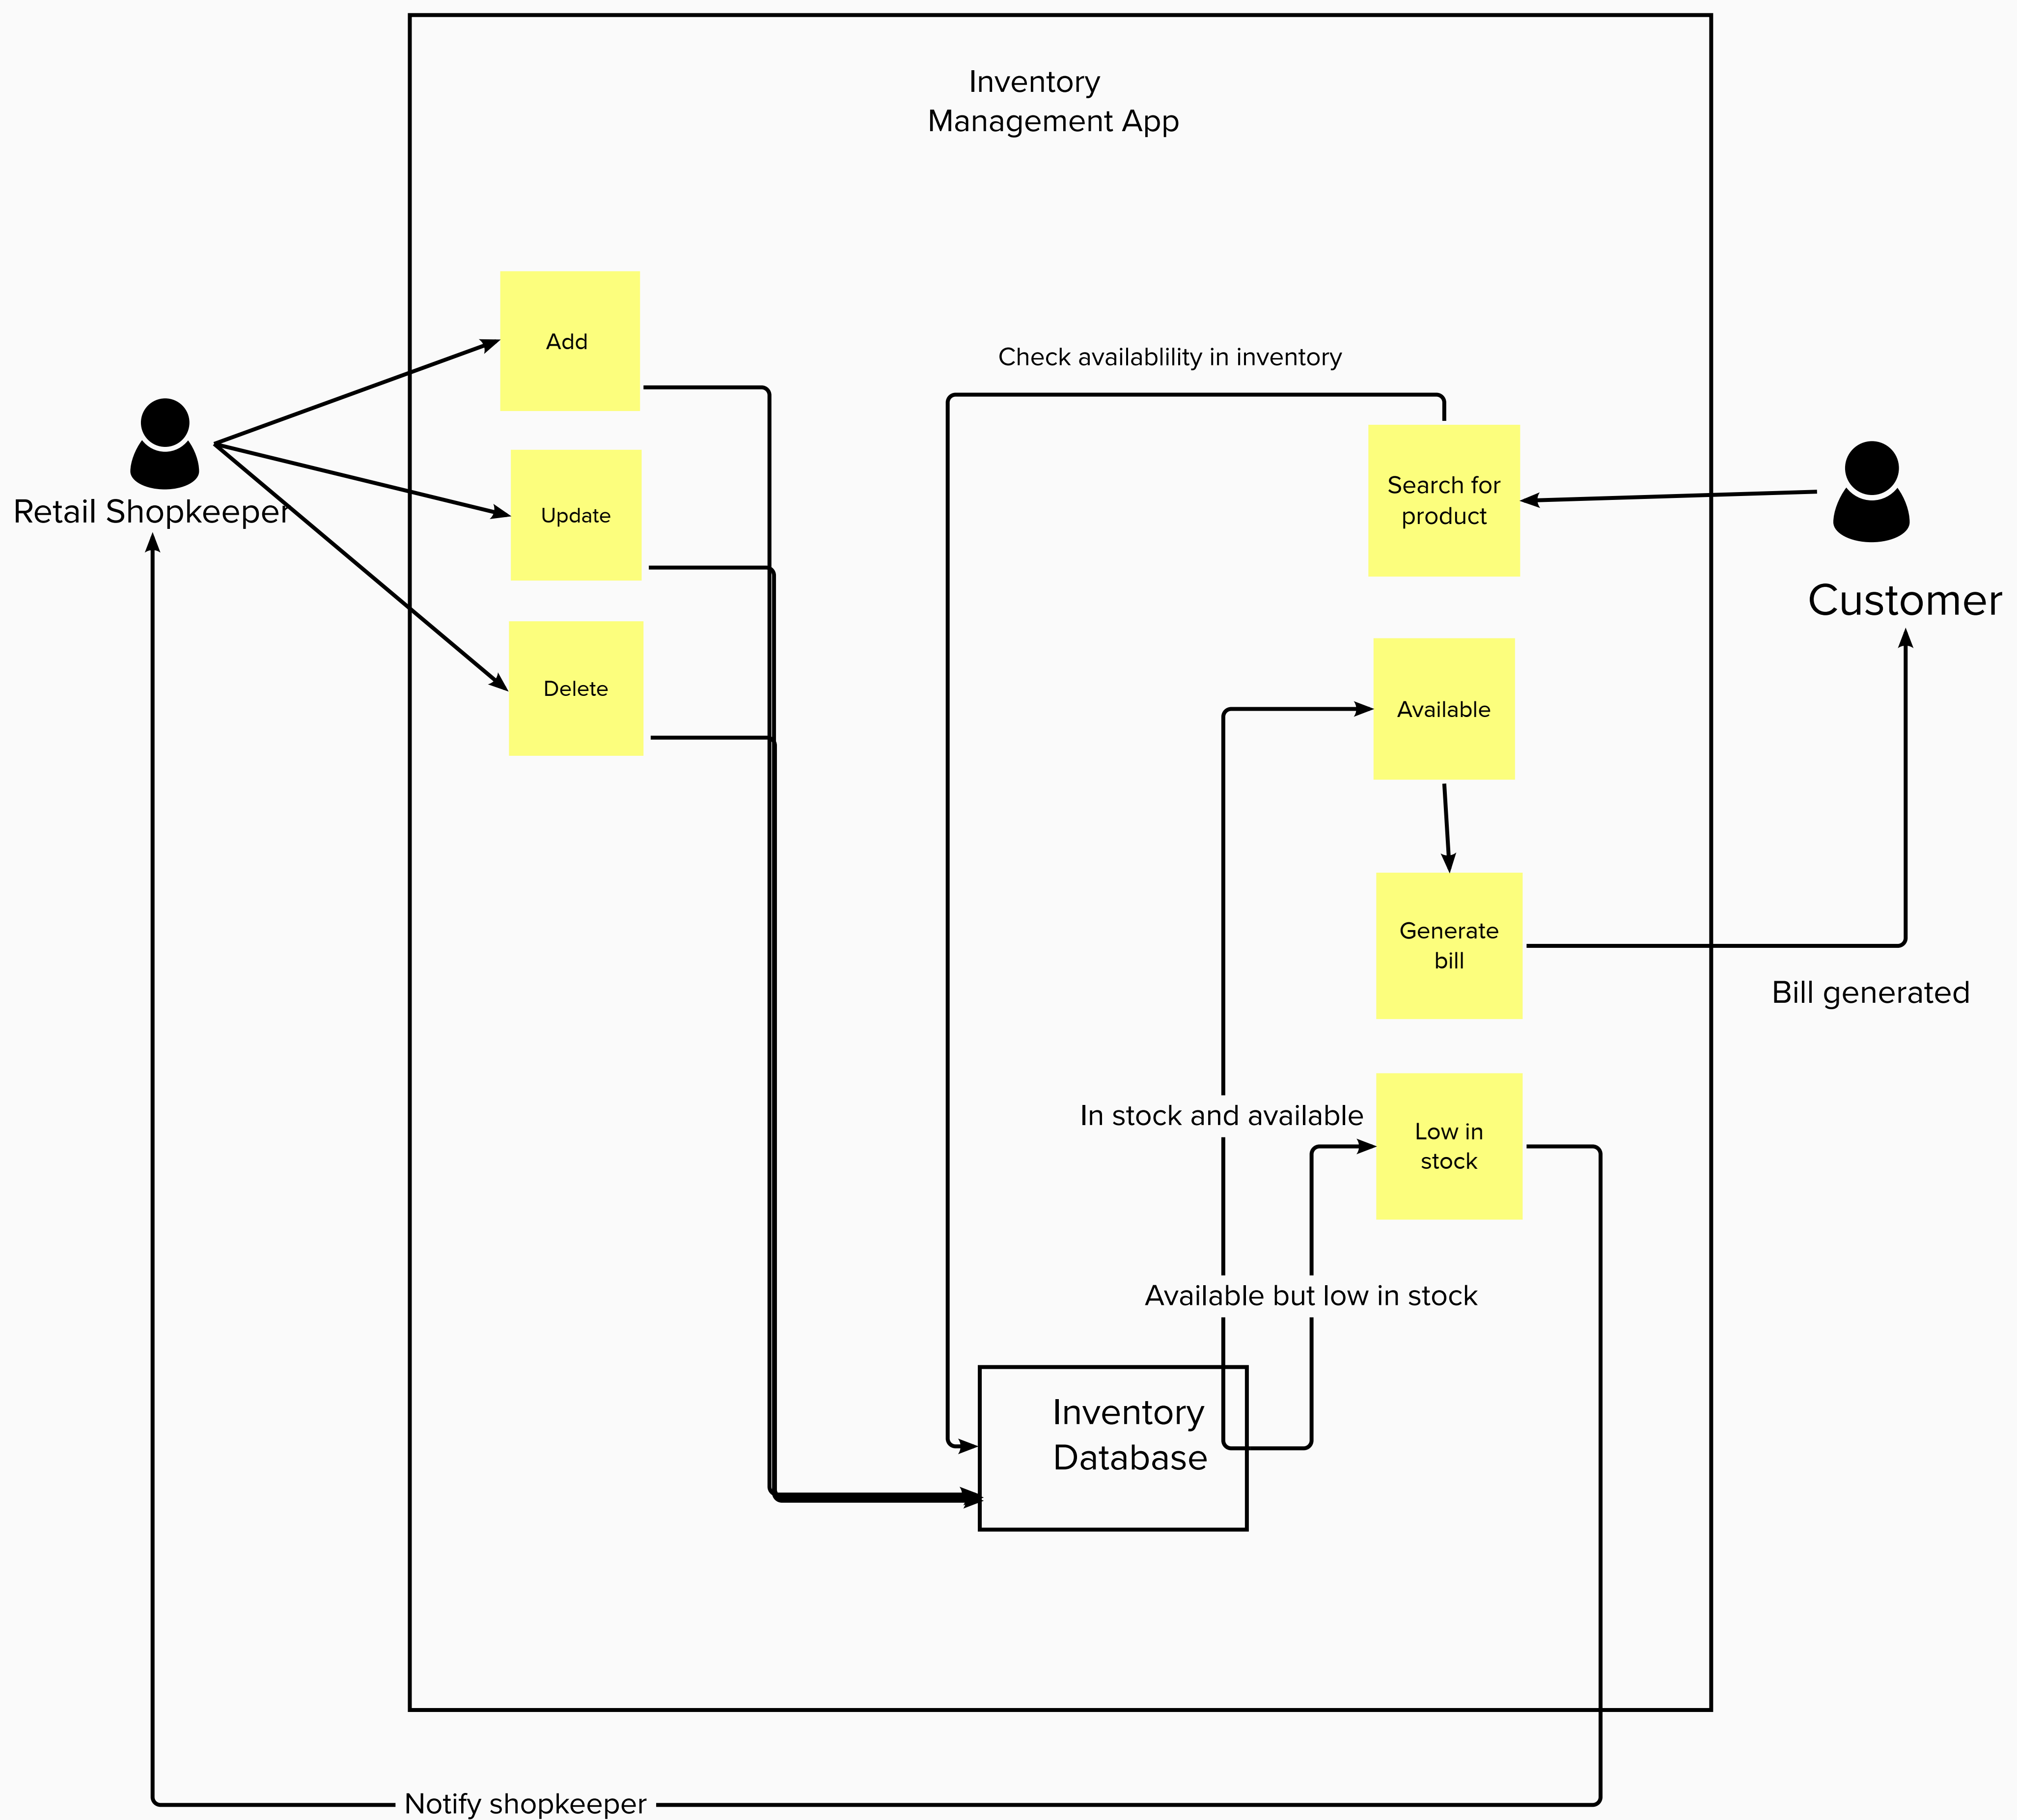 Inventory
Management App
Add
Check availablility in inventory
Search for
product
Retail Shopkeeper
Update
Customer
Delete
Available
Generate
bill
Bill generated
In stock and available
Low in
stock
Available but low in stock
Inventory
Database
Notify shopkeeper